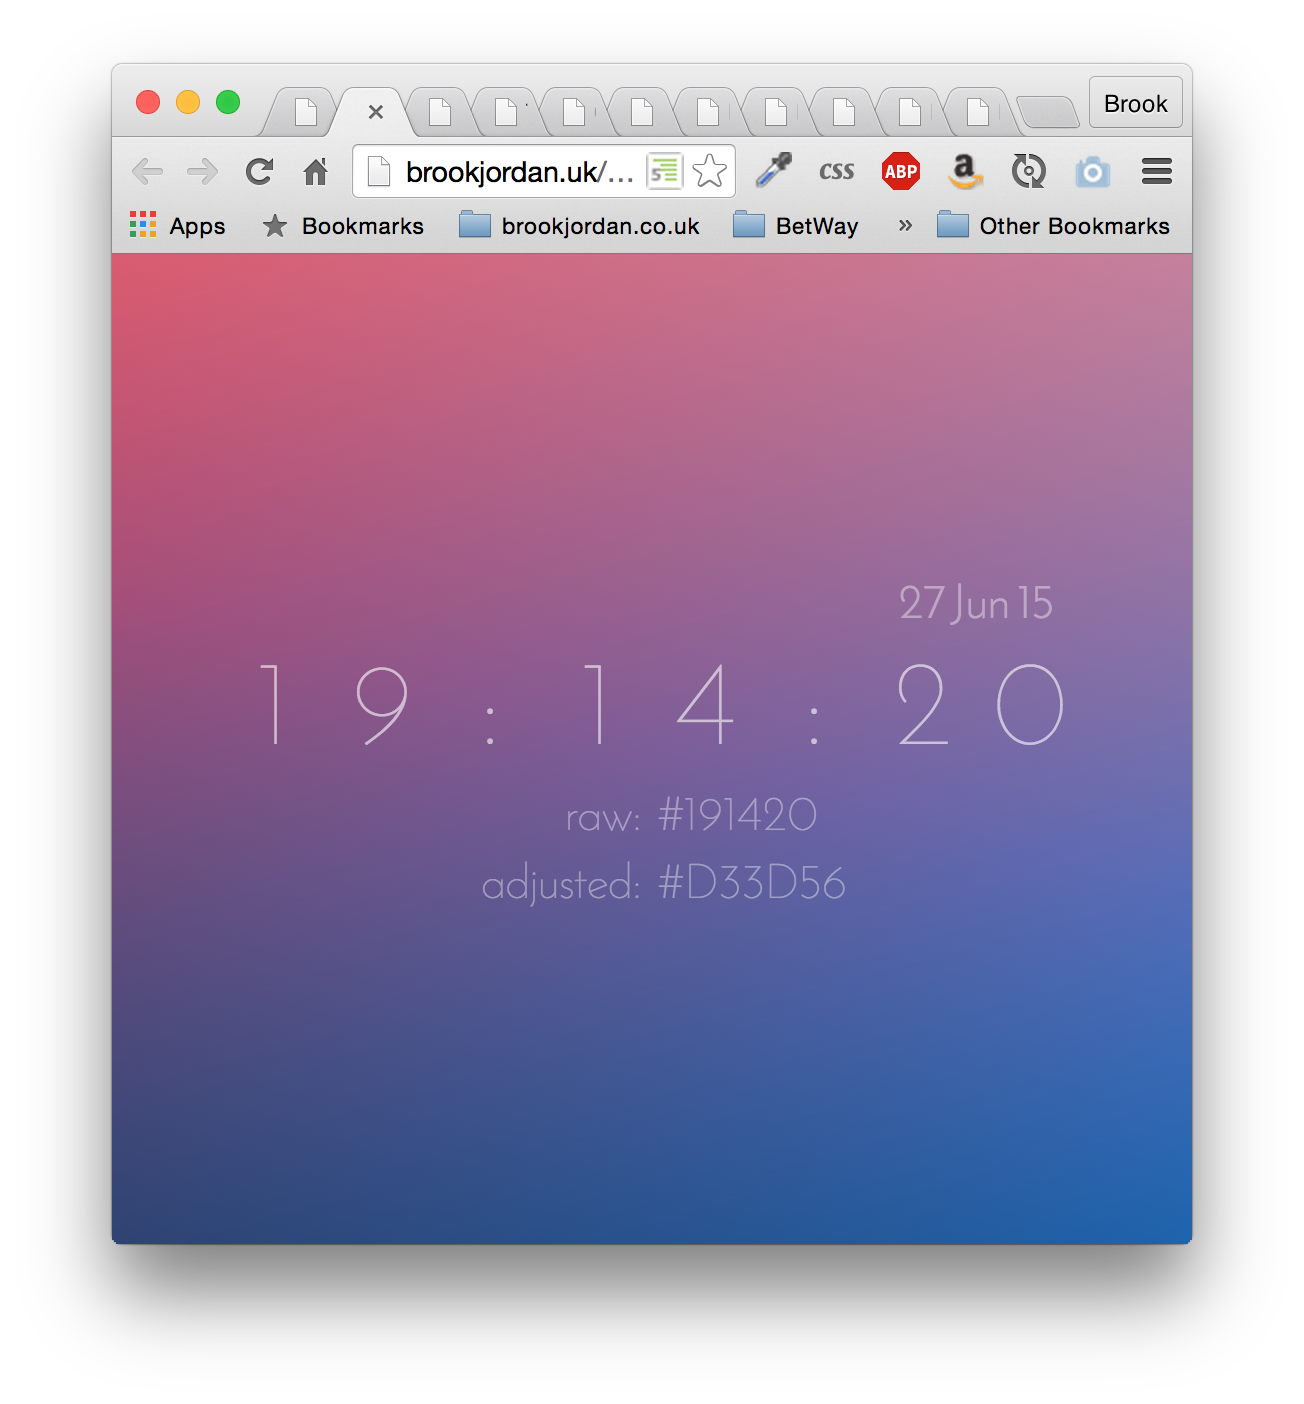 Brook
brookjordan.uk/... 5 CSS ABP a
Apps Bookmarks brookjordan.co.uk BetWay » Other Bookmarks
27 Jun 15
19:14:20
raw: #191420
adjusted: #D33D56